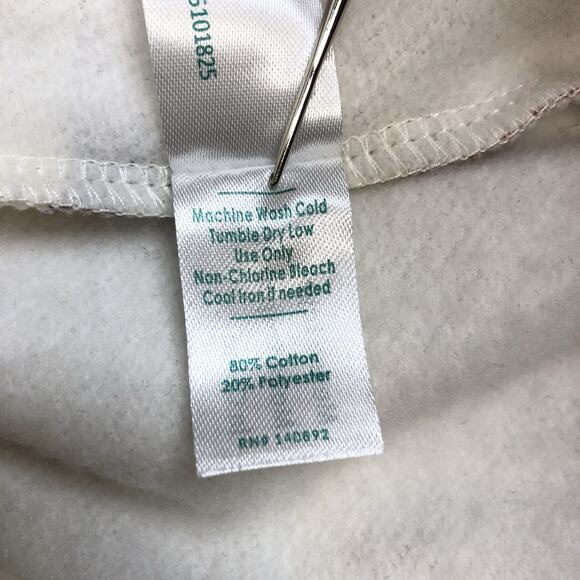 6101825
Machine Wash Cold
Tumble Dry Low
Use Only
Non-Chlorine Bleach
Cool Iron if needed
80% Cotton
20% Polyester
RN# 140892